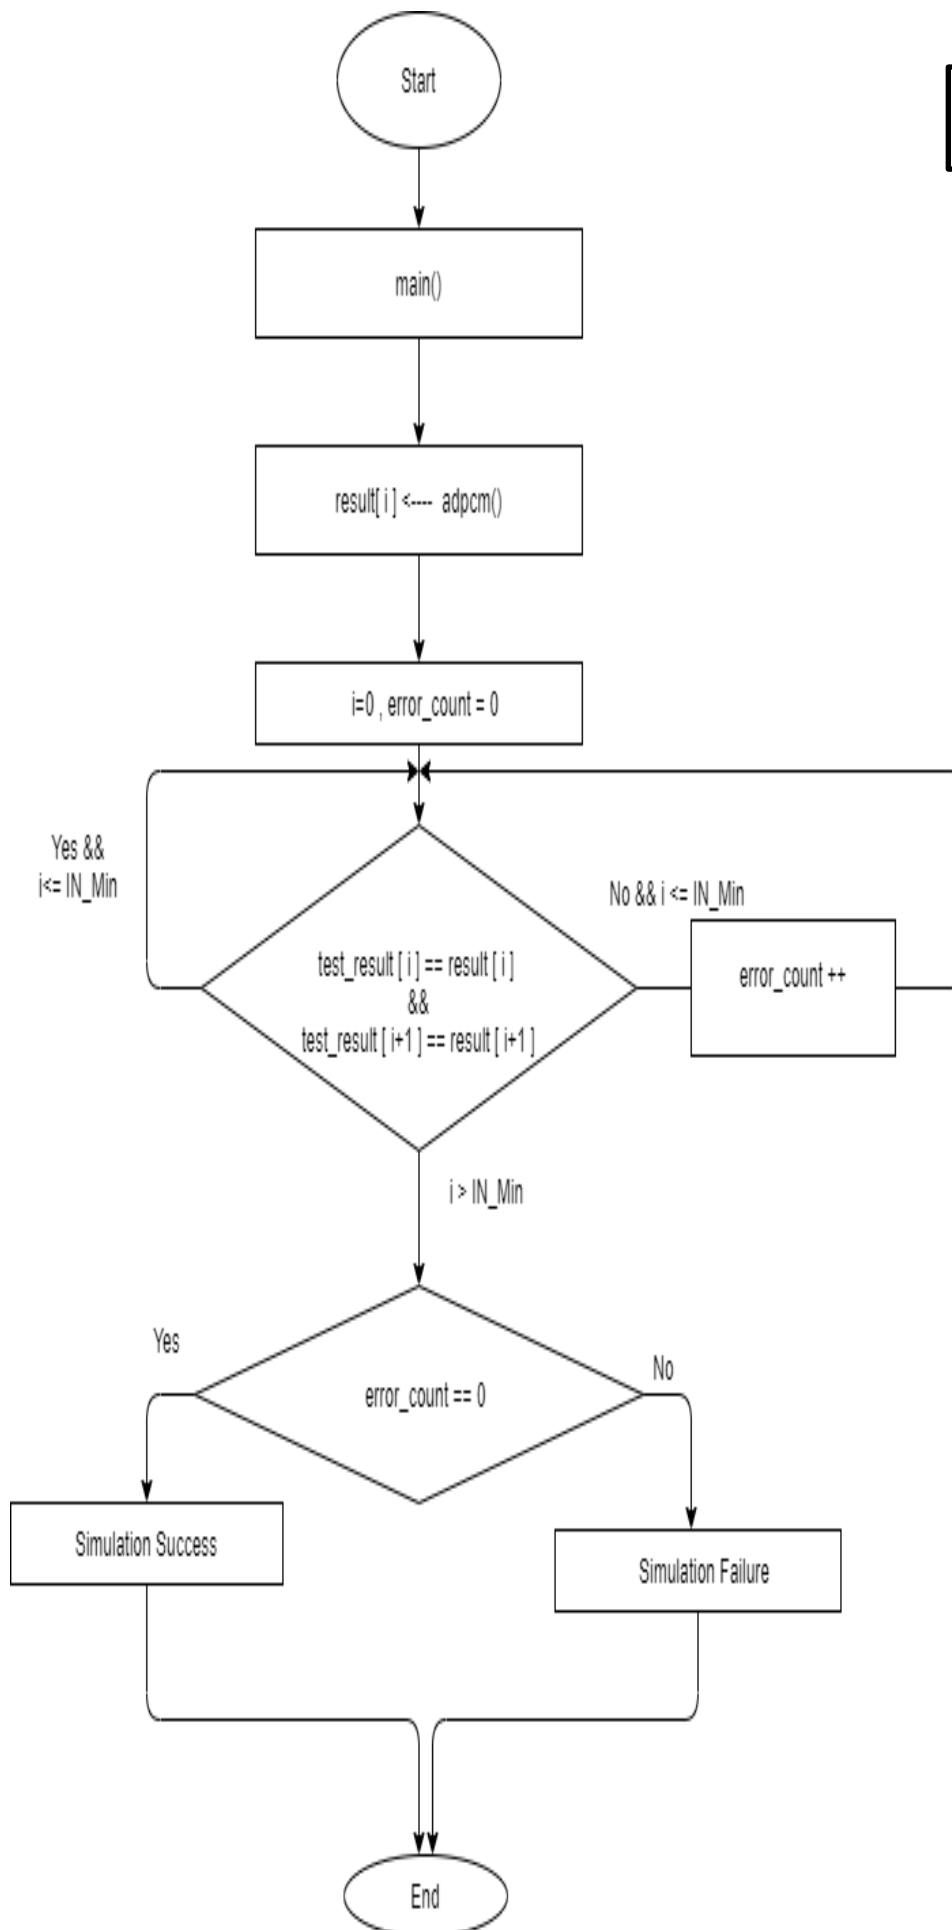 Start
main()
result[ i ] <---- adpcm()
i=0 , error_count = 0
Yes &&
i<= IN_Min
No && i <= IN_Min
test_result [ i ] == result [ i ]
&&
test_result [ i+1 ] == result [ i+1 ]
error_count ++
i > IN_Min
Yes
No
error_count == 0
Simulation Success
Simulation Failure
End